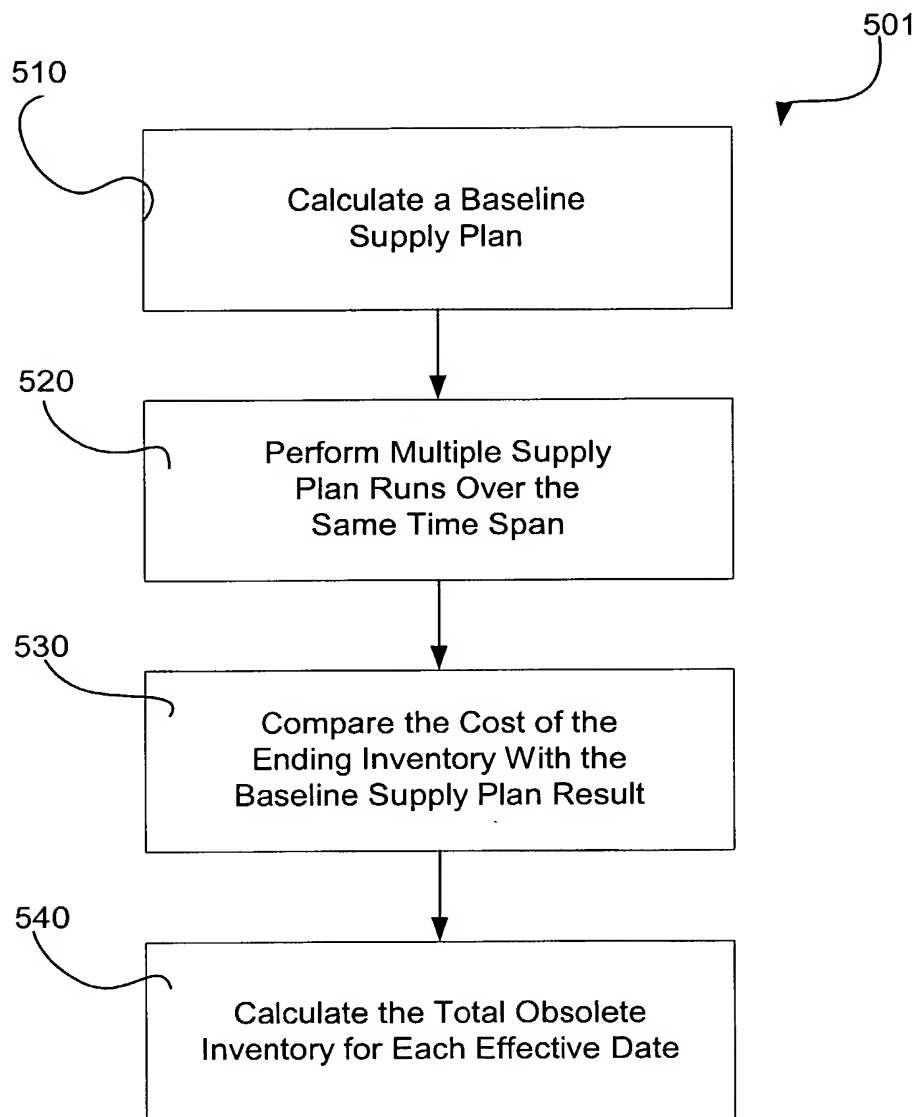 501
510
Calculate a Baseline
Supply Plan
520
Perform Multiple Supply
Plan Runs Over the
Same Time Span
530
Compare the Cost of the
Ending Inventory With the
Baseline Supply Plan Result
540
Calculate the Total Obsolete
Inventory for Each Effective Date